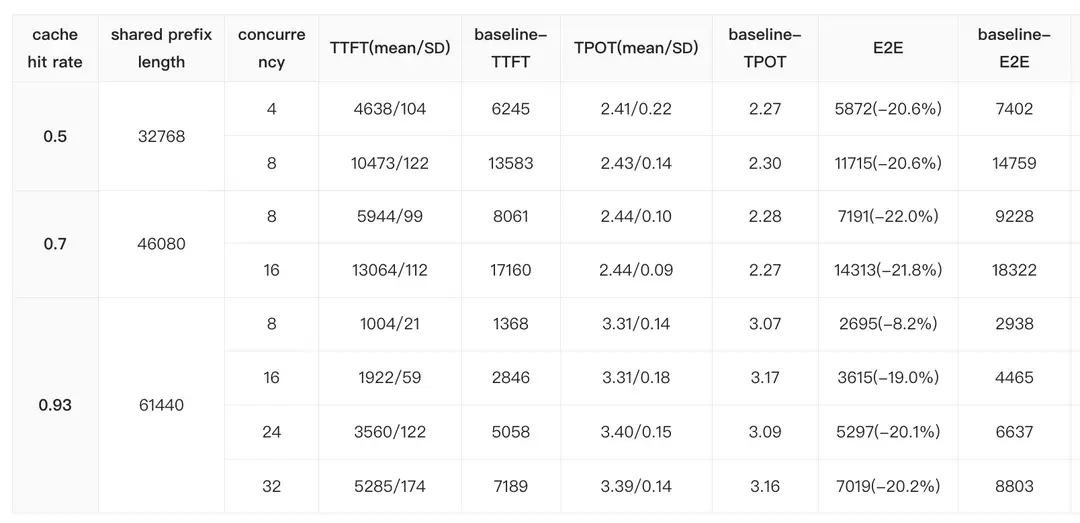 cache hit rate | shared prefix length | concurrency | TTFT(mean/SD) | baseline-TTFT | TPOT(mean/SD) | baseline-TPOT | E2E | baseline-E2E
0.5 | 32768 | 4 | 4638/104 | 6245 | 2.41/0.22 | 2.27 | 5872(-20.6%) | 7402
8 | 10473/122 | 13583 | 2.43/0.14 | 2.30 | 11715(-20.6%) | 14759
0.7 | 46080 | 8 | 5944/99 | 8061 | 2.44/0.10 | 2.28 | 7191(-22.0%) | 9228
16 | 13064/112 | 17160 | 2.44/0.09 | 2.27 | 14313(-21.8%) | 18322
0.93 | 61440 | 8 | 1004/21 | 1368 | 3.31/0.14 | 3.07 | 2695(-8.2%) | 2938
16 | 1922/59 | 2846 | 3.31/0.18 | 3.17 | 3615(-19.0%) | 4465
24 | 3560/122 | 5058 | 3.40/0.15 | 3.09 | 5297(-20.1%) | 6637
32 | 5285/174 | 7189 | 3.39/0.14 | 3.16 | 7019(-20.2%) | 8803